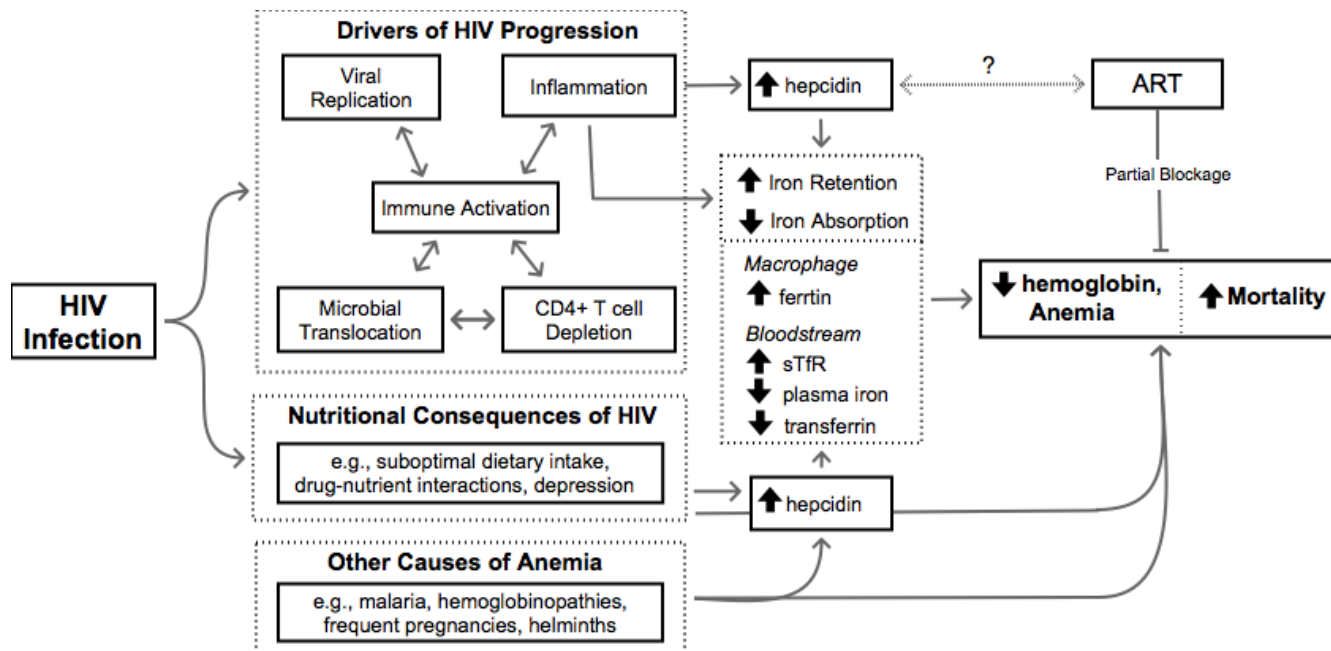 Drivers of HIV Progression
Viral
Replication
Inflammation
Immune Activation
Microbial
Translocation
CD4+ T cell
Depletion
HIV
Infection
Nutritional Consequences of HIV
e.g., suboptimal dietary intake,
drug-nutrient interactions, depression
Other Causes of Anemia
e.g., malaria, hemoglobinopathies,
frequent pregnancies, helminths
hepcidin
?
ART
Partial Blockage
Iron Retention
Iron Absorption
Macrophage
ferrtin
Bloodstream
sTfR
plasma iron
transferrin
hepcidin
hemoglobin,
Anemia
Mortality